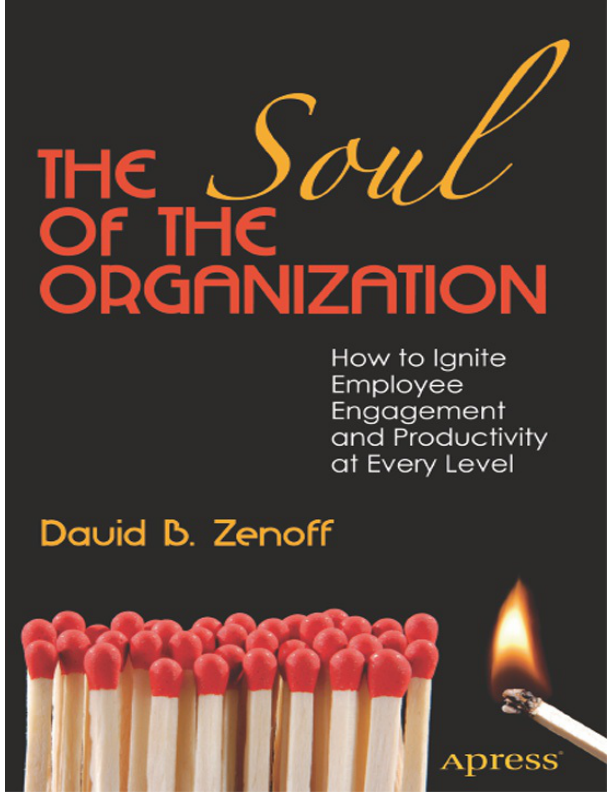 THE Soul
OF THE
ORGANIZATION
How to Ignite
Employee
Engagement
and Productivity
at Every Level
David B. Zenoff
Apress®